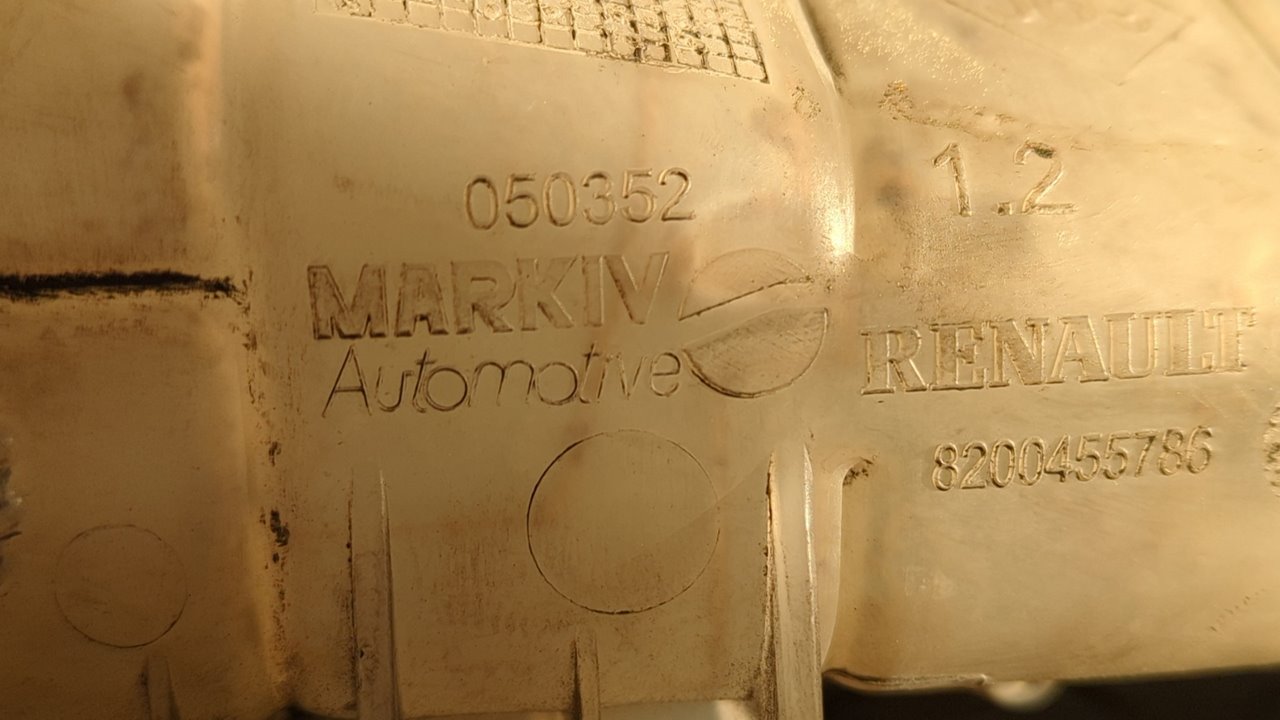 050352
MARKIV
Automotive
1.2
RENAULT
8200455786